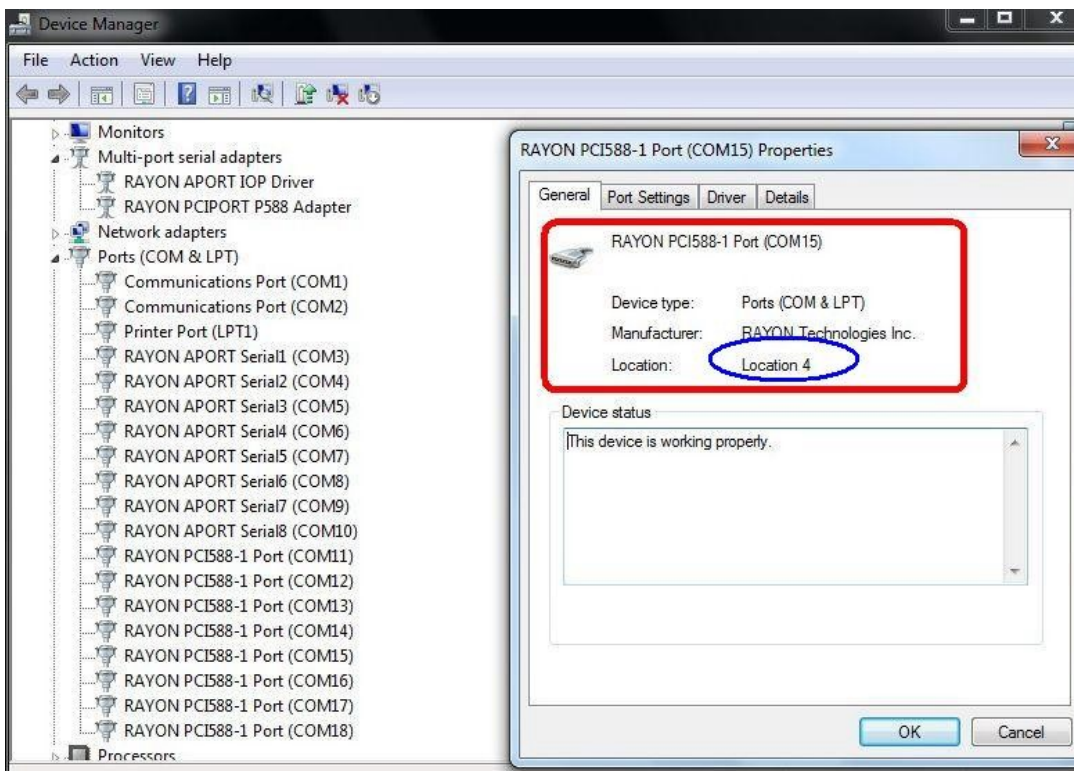 Device Manager
File Action View Help
Monitors
Multi-port serial adapters
RAYON APORT IOP Driver
RAYON PCIPORT P588 Adapter
Network adapters
Ports (COM & LPT)
Communications Port (COM1)
Communications Port (COM2)
Printer Port (LPT1)
RAYON APORT Serial1 (COM3)
RAYON APORT Serial2 (COM4)
RAYON APORT Serial3 (COM5)
RAYON APORT Serial4 (COM6)
RAYON APORT Serial5 (COM7)
RAYON APORT Serial6 (COM8)
RAYON APORT Serial7 (COM9)
RAYON APORT Serial8 (COM10)
RAYON PCI588-1 Port (COM11)
RAYON PCI588-1 Port (COM12)
RAYON PCI588-1 Port (COM13)
RAYON PCI588-1 Port (COM14)
RAYON PCI588-1 Port (COM15)
RAYON PCI588-1 Port (COM16)
RAYON PCI588-1 Port (COM17)
RAYON PCI588-1 Port (COM18)
Processors
RAYON PCI588-1 Port (COM15) Properties
General Port Settings Driver Details
RAYON PCI588-1 Port (COM15)
Device type: Ports (COM & LPT)
Manufacturer: RAYON Technologies Inc.
Location: Location 4
Device status
This device is working properly.
OK Cancel